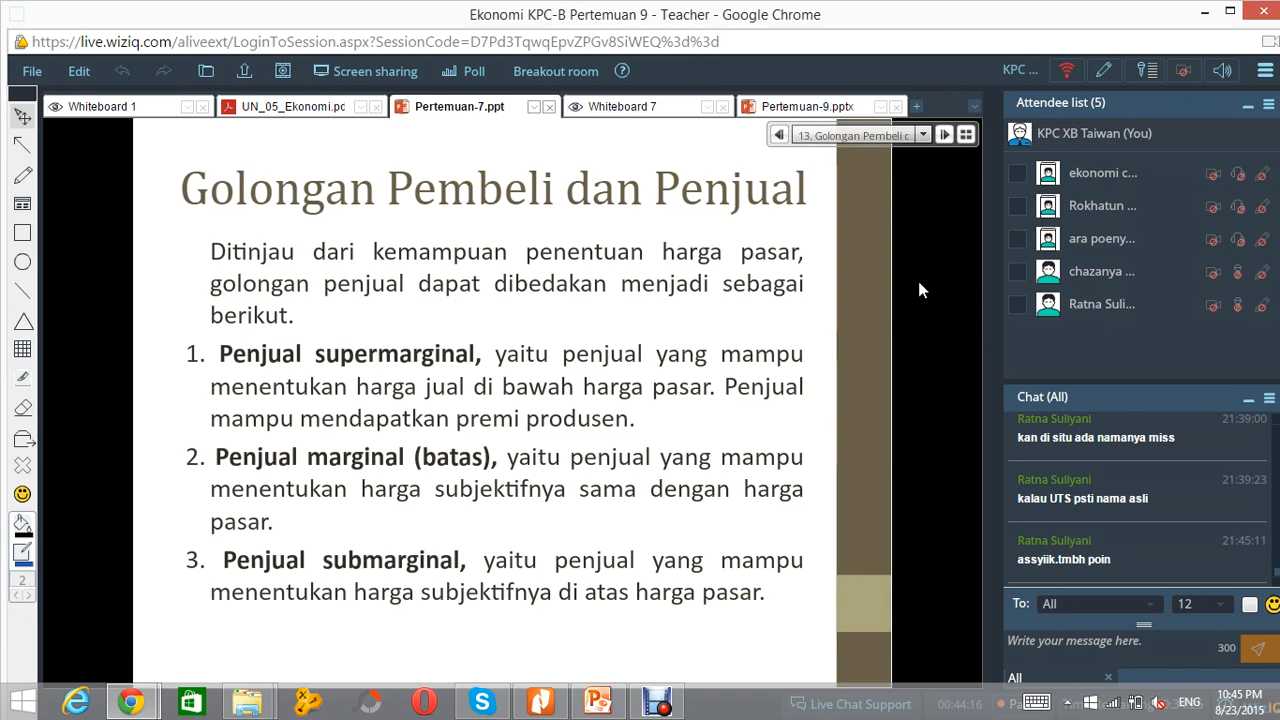 Ekonomi KPC-B Pertemuan 9 - Teacher - Google Chrome
https://live.wiziq.com/aliveext/LoginToSession.aspx?SessionCode=D7Pd3TqwqEpvZPGv8SiWEQ%3d%3d
File Edit Screen sharing Poll Breakout room KPC ...
Whiteboard 1 UN_05_Ekonomi.pd Pertemuan-7.ppt Whiteboard 7 Pertemuan-9.pptx
13. Golongan Pembeli d
Golongan Pembeli dan Penjual
Ditinjau dari kemampuan penentuan harga pasar,
golongan penjual dapat dibedakan menjadi sebagai
berikut.
1. Penjual supermarginal, yaitu penjual yang mampu
menentukan harga jual di bawah harga pasar. Penjual
mampu mendapatkan premi produsen.
2. Penjual marginal (batas), yaitu penjual yang mampu
menentukan harga subjektifnya sama dengan harga
pasar.
3. Penjual submarginal, yaitu penjual yang mampu
menentukan harga subjektifnya di atas harga pasar.
2
Attendee list (5)
KPC XB Taiwan (You)
ekonomi c...
Rokhatun ...
ara poeny...
chazanya ...
Ratna Suli...
Chat (All)
Ratna Suliyani 21:39:00
kan di situ ada namanya miss
Ratna Suliyani 21:39:23
kalau UTS psti nama asli
Ratna Suliyani 21:45:11
assyiik.tmbh poin
To: All 12
Write your message here. 300
All
Live Chat Support 00:44:16
ENG
10:45 PM
8/23/2015